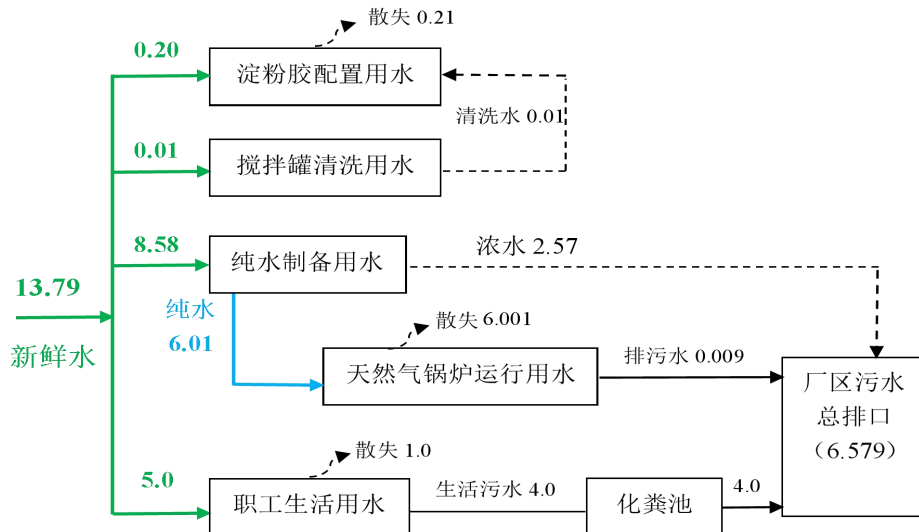 散失 0.21
0.20
淀粉胶配置用水
清洗水 0.01
0.01
搅拌罐清洗用水
8.58
纯水制备用水
浓水 2.57
13.79
新鲜水
纯水
6.01
散失 6.001
天然气锅炉运行用水
排污水 0.009
厂区污水
总排口
（6.579）
散失 1.0
5.0
职工生活用水
生活污水 4.0
化粪池
4.0